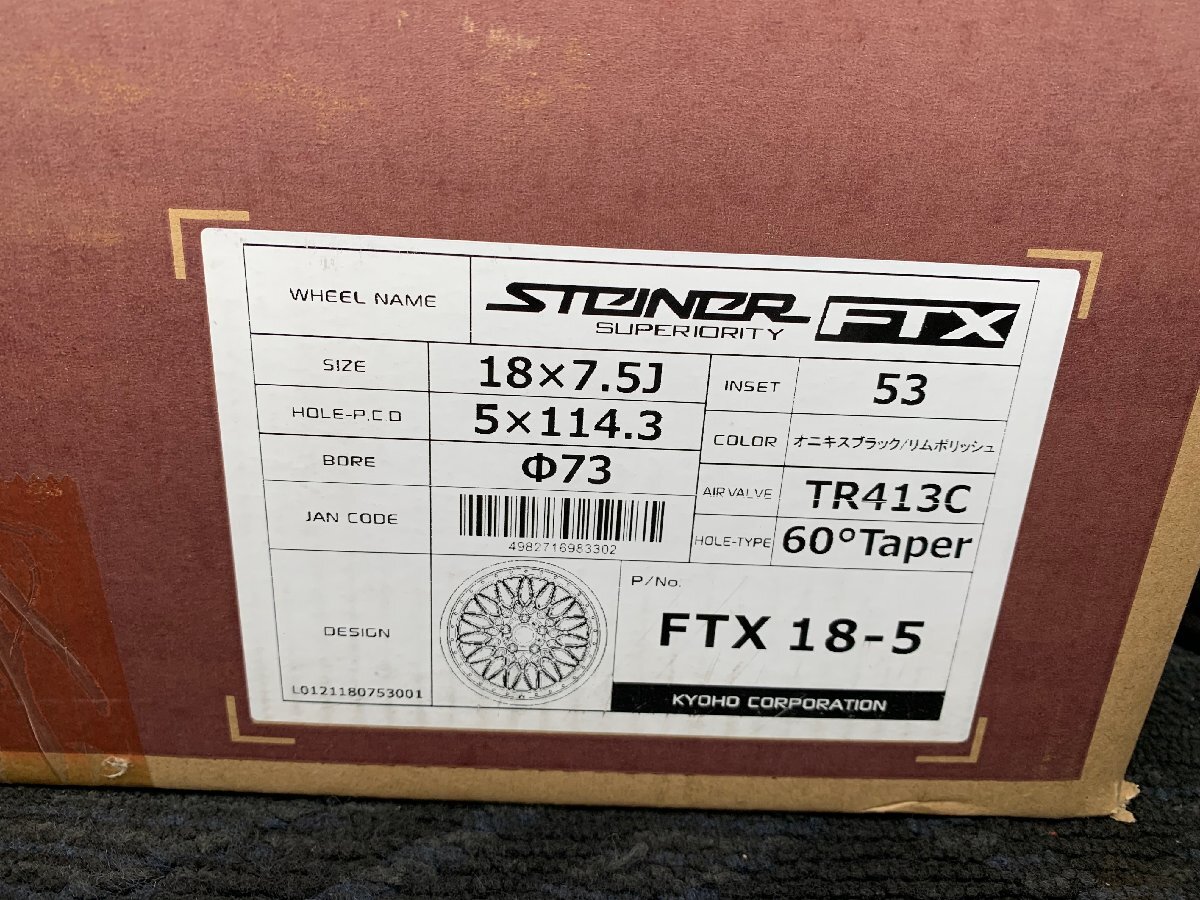 WHEEL NAME
STEINER FTX
SUPERIORITY
SIZE 18×7.5J
INSET 53
HOLE-P.C.D 5×114.3
COLOR オニキスブラック/リムポリッシュ
BORE Φ73
AIR VALVE TR413C
JAN CODE
4982716983302
HOLE-TYPE 60°Taper
DESIGN
L0121180753001
P/No.
FTX 18-5
KYOHO CORPORATION